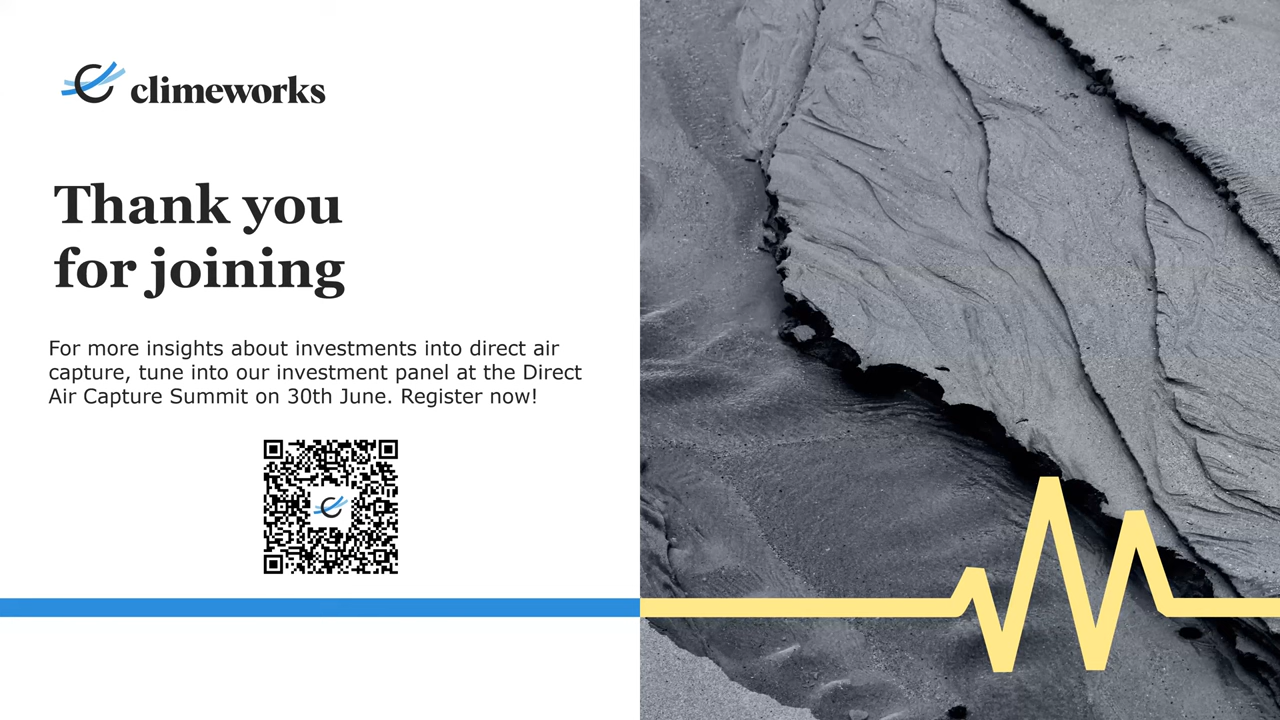 climeworks
Thank you
for joining
For more insights about investments into direct air
capture, tune into our investment panel at the Direct
Air Capture Summit on 30th June. Register now!